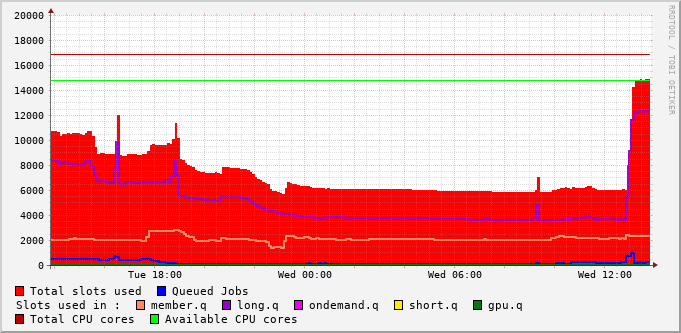 20000
18000
16000
14000
12000
10000
8000
6000
4000
2000
0
Tue 18:00 Wed 00:00 Wed 06:00 Wed 12:00
RRDTOOL / TOBI OETIKER
Total slots used Queued Jobs
Slots used in : member.q long.q ondemand.q short.q gpu.q
Total CPU cores Available CPU cores